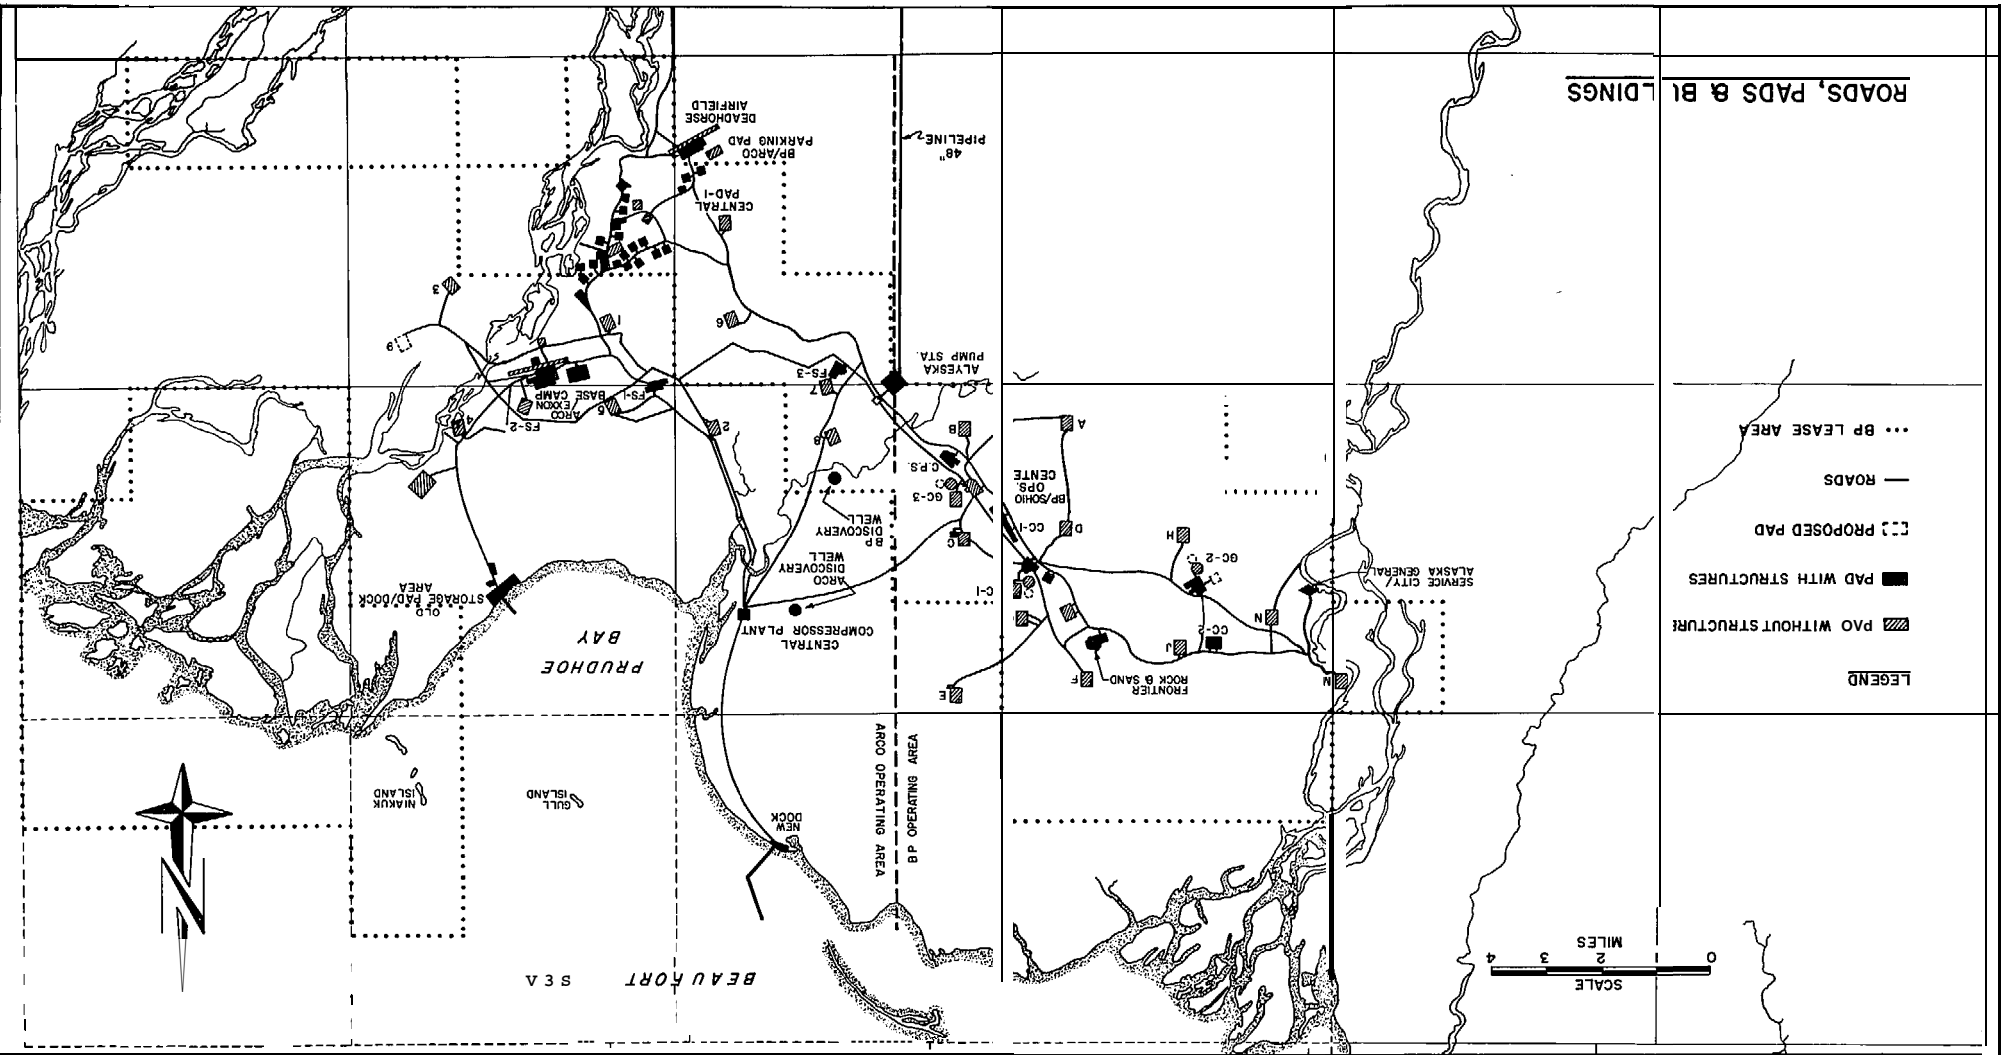 ROADS, PADS & BU LDINGS
LEGEND
PAD WITHOUT STRUCTUR
PAD WITH STRUCTURES
PROPOSED PAD
ROADS
BP LEASE AREA
SCALE
0 2 3 4
MILES
BEAUFORT
V3S
N
NEW
DOCK
GULL
ISLAND
NIAKUK
ISLAND
BP OPERATING AREA
ARCO OPERATING AREA
PRUDHOE
BAY
N
E
F
FRONTIER
ROCK & SAND
J
CC-2
N
CENTRAL
COMPRESSOR PLANT
OLD
STORAGE PAD/DOCK
AREA
SERVICE CITY/
ALASKA GENERAL
C-1
GC-2
H
ARCO
DISCOVERY
WELL
BP
DISCOVERY
WELL
C
D
CC-1
BP/SOHIO
OPS.
CENTE
GC-3
C.P.S.
B
A
8
2
7
FS-3
5
FS-1
ARCO/
EXXON
BASE CAMP
FS-2
4
ALYESKA
PUMP STA.
9
6
1
3
CENTRAL
PAD-1
BP/ARCO
PARKING PAD
48"
PIPELINE
DEADHORSE
AIRFIELD